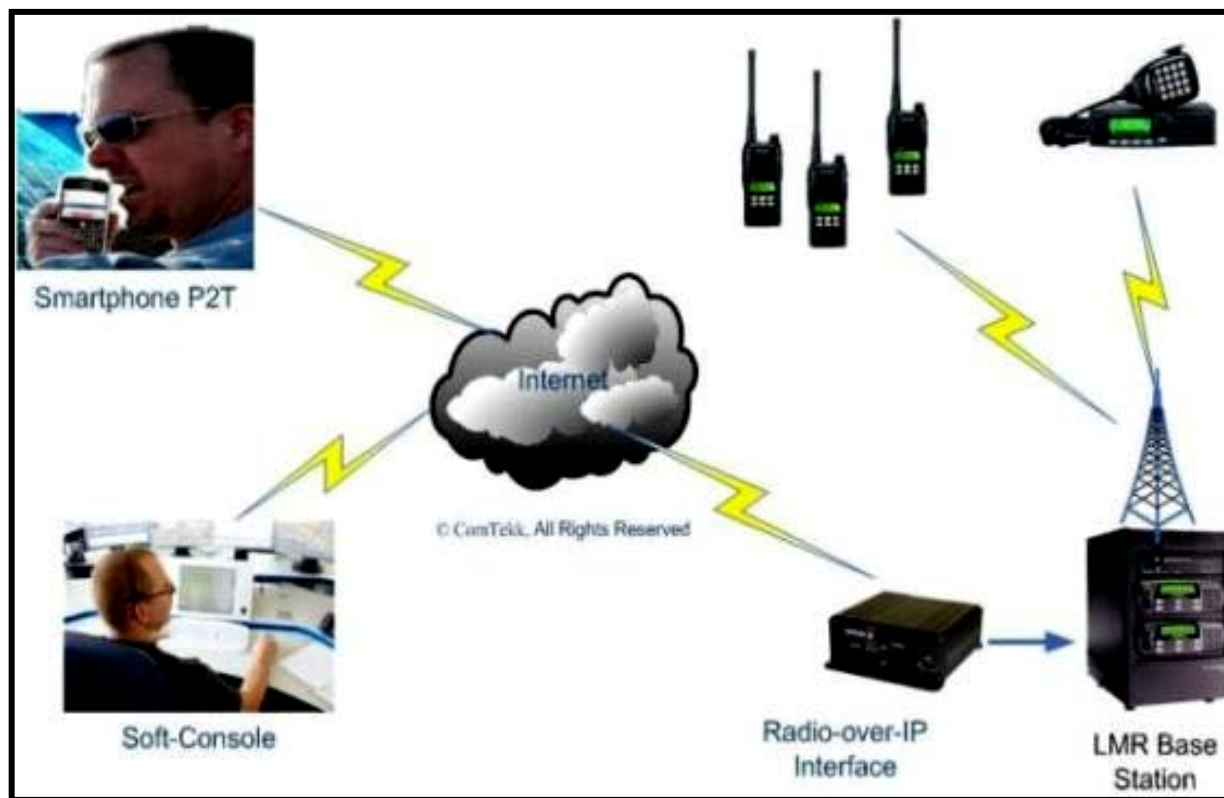 Smartphone P2T
Internet
© ComTekk, All Rights Reserved
Soft-Console
Radio-over-IP
Interface
LMR Base
Station